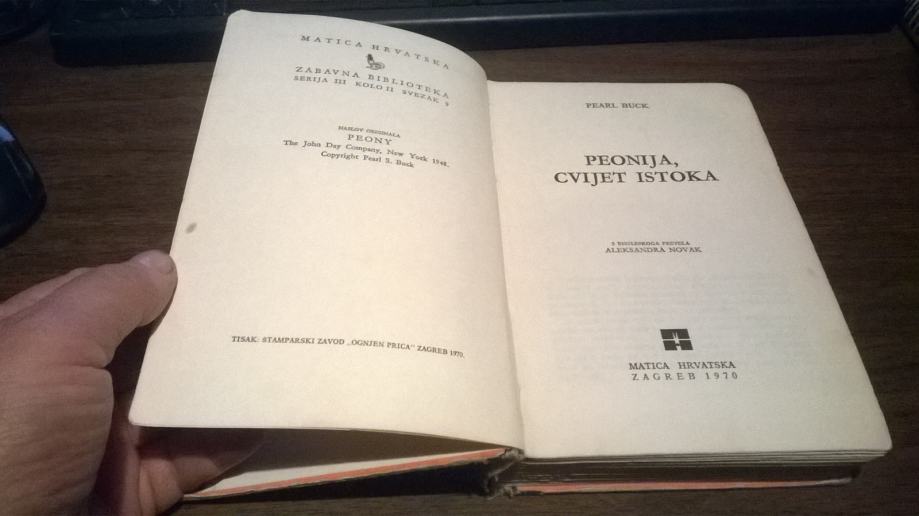 MATICA HRVATSKA
ZABAVNA BIBLIOTEKA
SERIJA III KOLO II SVEZAK 9
NASLOV ORIGINALA
PEONY
The John Day Company, New York 1948.
Copyright Pearl S. Buck
TISAK: ŠTAMPARSKI ZAVOD „OGNJEN PRICA" ZAGREB 1970.
PEARL BUCK
PEONIJA,
CVIJET ISTOKA
S ENGLESKOGA PREVELA
ALEKSANDRA NOVAK
MATICA HRVATSKA
ZAGREB 1970